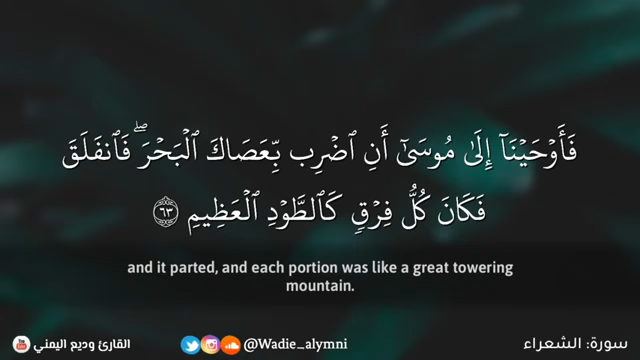 فَأَوْحَيْنَآ إِلَىٰ مُوسَىٰٓ أَنِ ٱضْرِب بِّعَصَاكَ ٱلْبَحْرَ ۖ فَٱنفَلَقَ
فَكَانَ كُلُّ فِرْقٍ كَٱلطَّوْدِ ٱلْعَظِيمِ ٦٣
and it parted, and each portion was like a great towering
mountain.
سورة: الشعراء
@Wadie_alymni
القارئ وديع اليمني